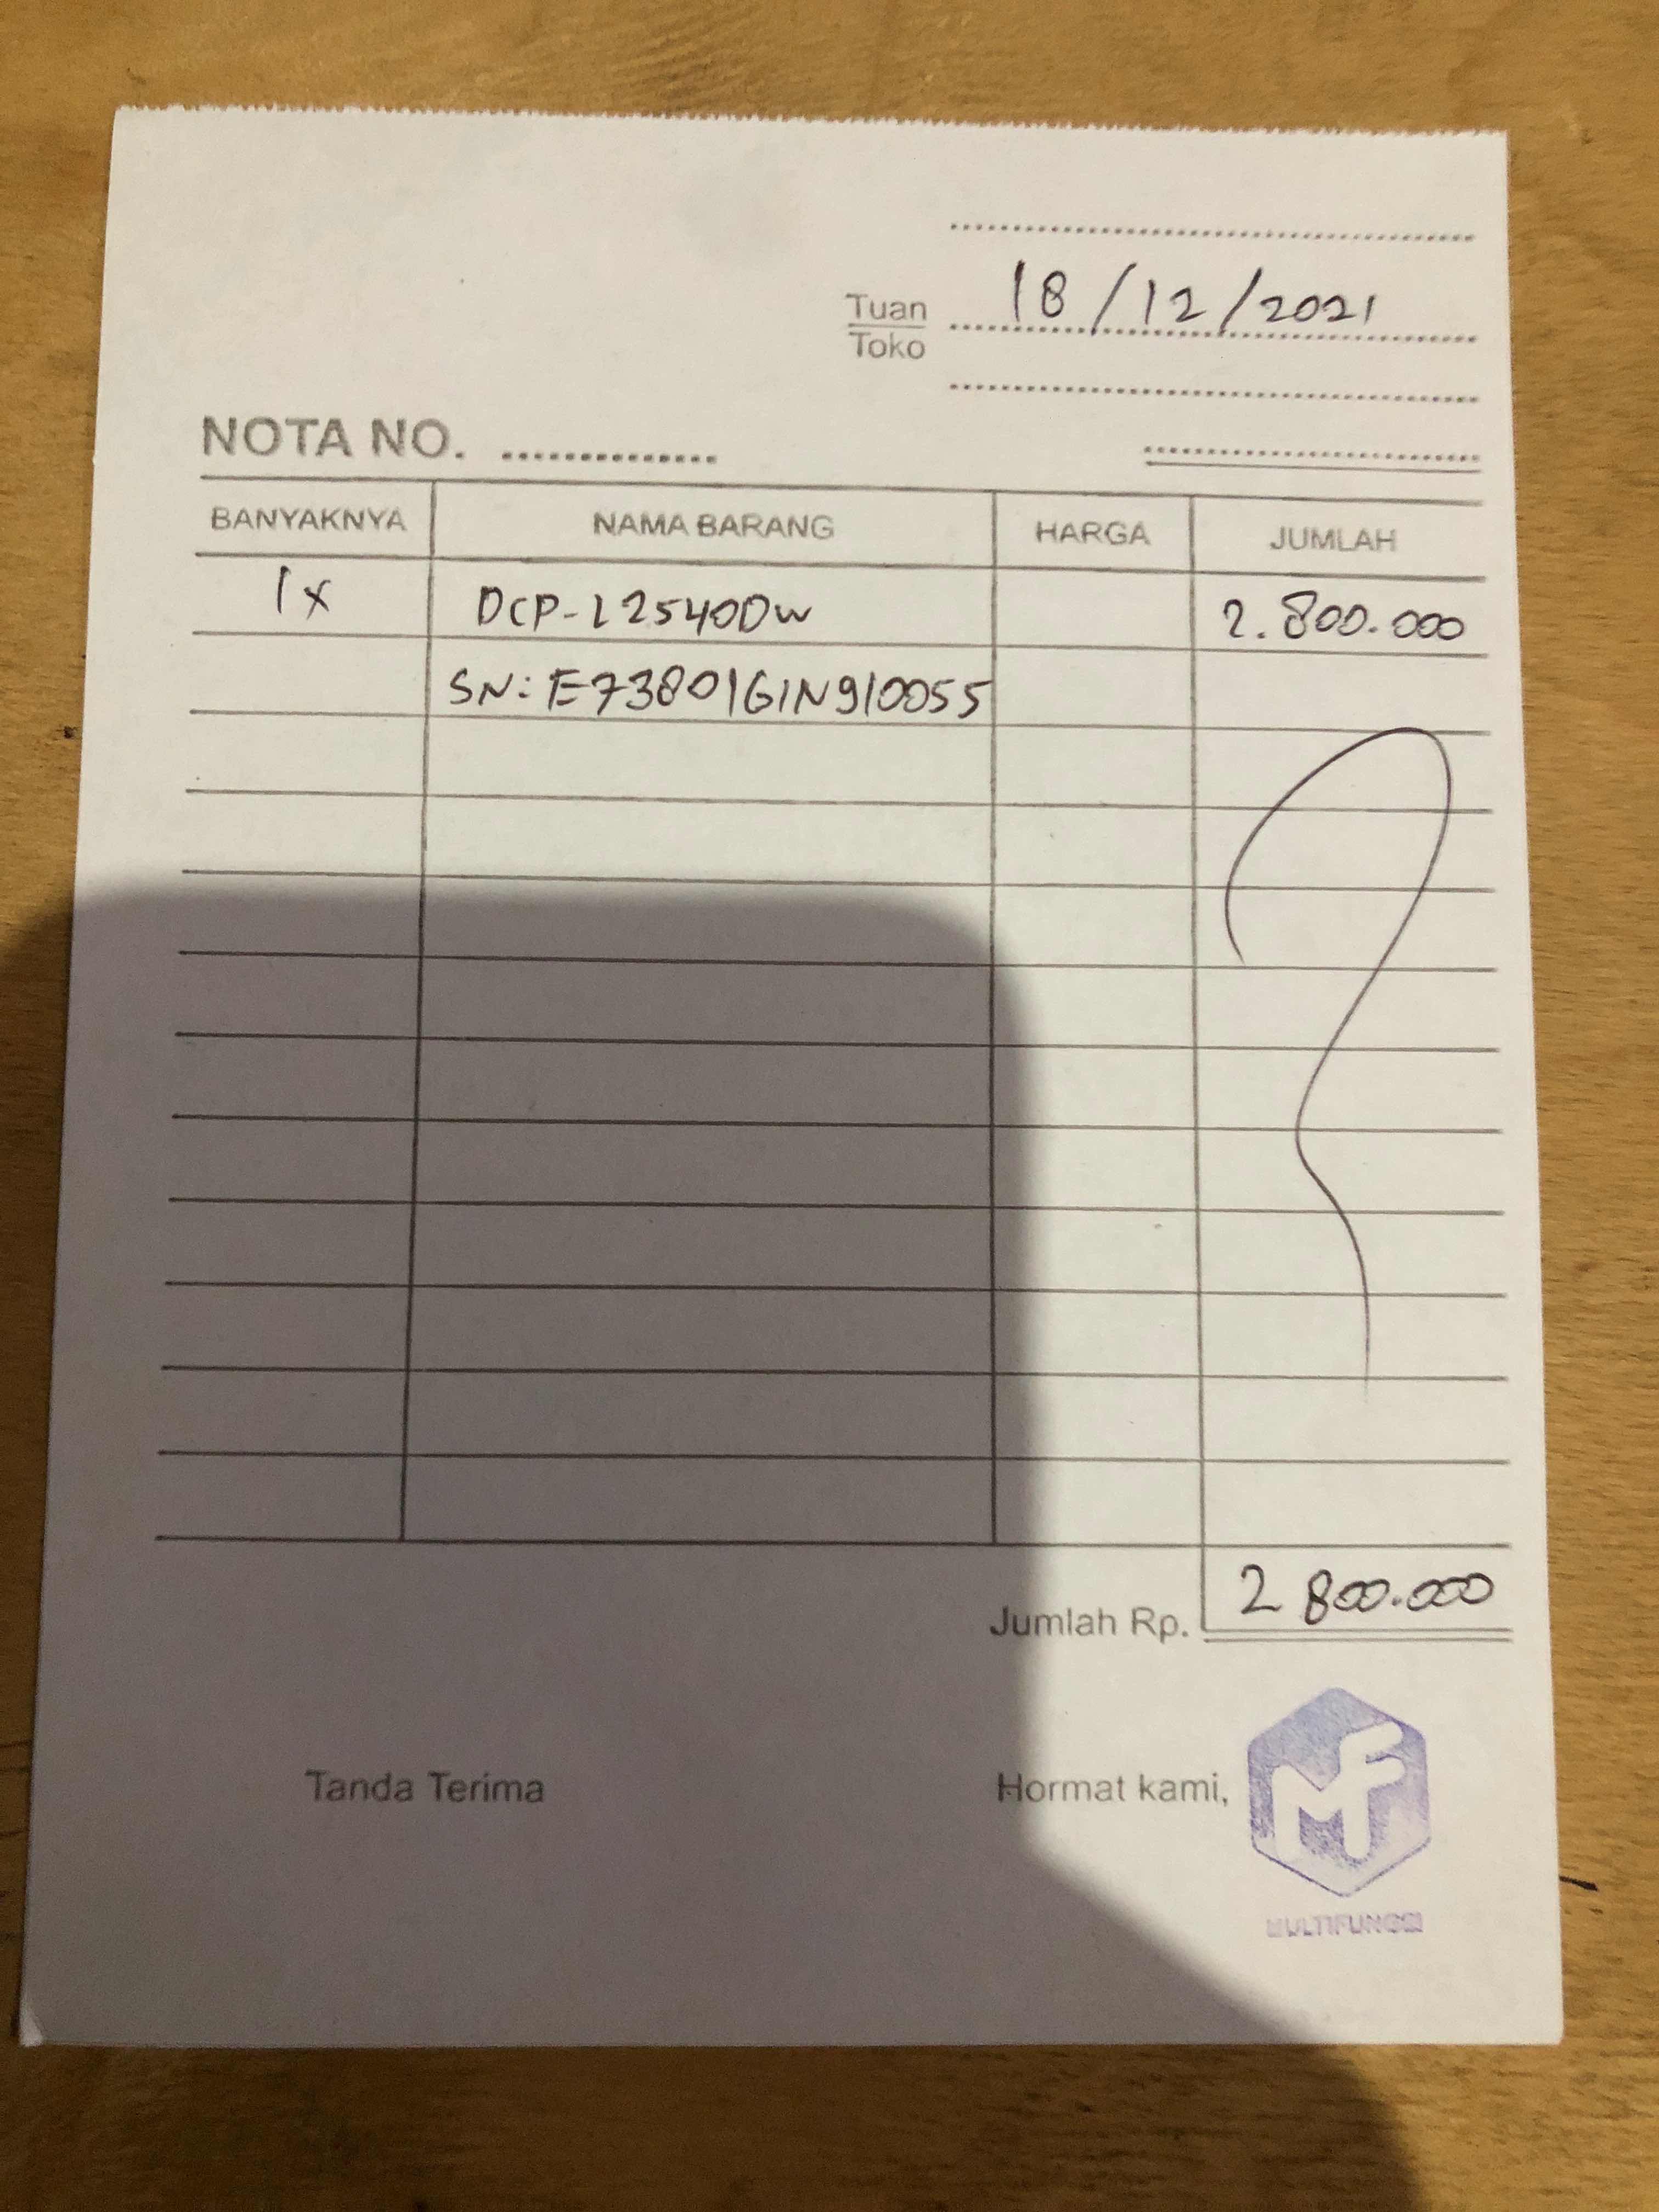 18/12/2021
Tuan
Toko
NOTA NO.
BANYAKNYA NAMA BARANG HARGA JUMLAH
1x DCP-L2540DW 2.800.000
SN: E73801G1N910055
Jumlah Rp. 2 800.000
Tanda Terima Hormat kami,
MF
MULTIFUNGSI